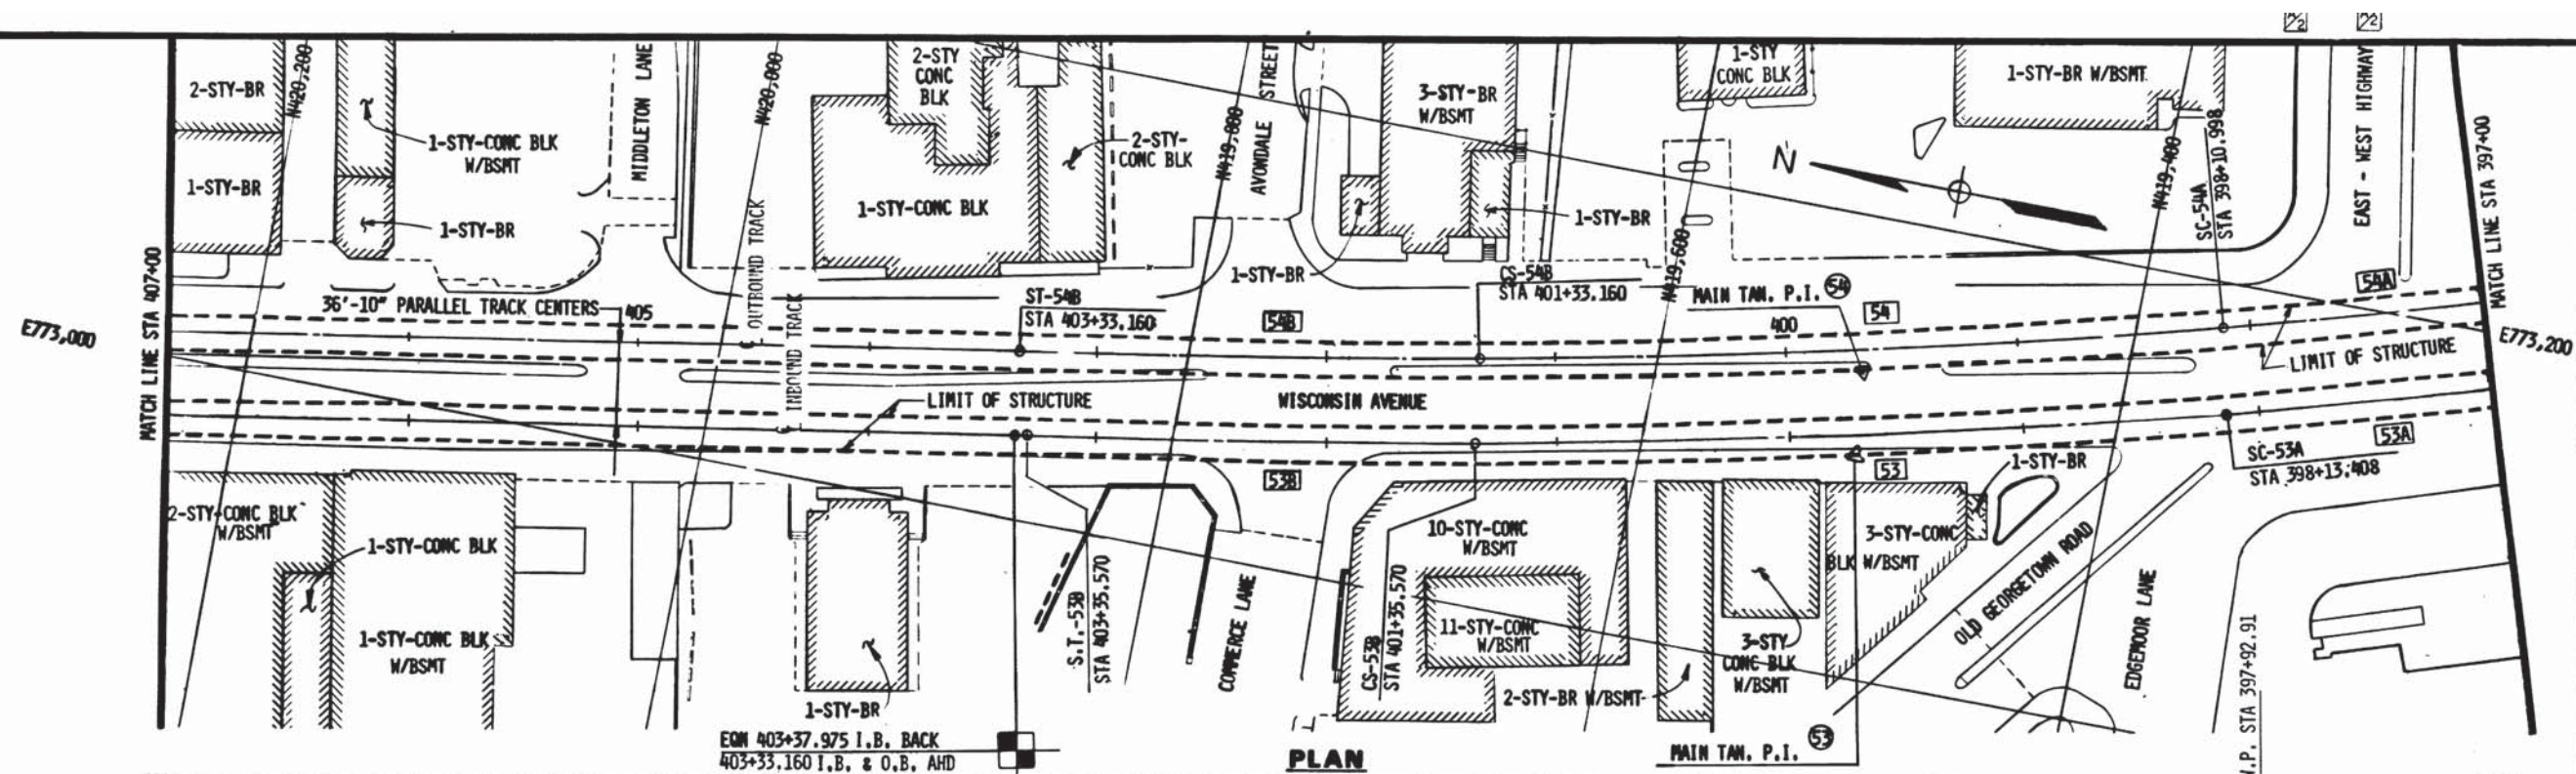 2-STY-BR
N420,200
1-STY-CONC BLK
W/BSMT
MIDDLETON LANE
N420,000
2-STY
CONC
BLK
2-STY-
CONC BLK
N419,800
AVONDALE STREET
3-STY-BR
W/BSMT
1-STY
CONC BLK
1-STY-BR W/BSMT
EAST - WEST HIGHWAY
1-STY-BR
1-STY-BR
1-STY-CONC BLK
1-STY-BR
1-STY-BR
N
N419,600
N419,400
SC-54A
STA 398+10.998
MATCH LINE STA 397+00
MATCH LINE STA 407+00
E773,000
36'-10" PARALLEL TRACK CENTERS
405
OUTBOUND TRACK
INBOUND TRACK
ST-54B
STA 403+33.160
54B
CS-54B
STA 401+33.160
MAIN TAN. P.I. 54
400
54
54A
E773,200
LIMIT OF STRUCTURE
LIMIT OF STRUCTURE
WISCONSIN AVENUE
53B
53
53A
SC-53A
STA 398+13.408
1-STY-BR
2-STY-CONC BLK
W/BSMT
1-STY-CONC BLK
1-STY-CONC BLK
W/BSMT
1-STY-BR
S.T.-53B
STA 403+35.570
COMMERCE LANE
CS-53B
STA 401+35.570
10-STY-CONC
W/BSMT
11-STY-CONC
W/BSMT
2-STY-BR W/BSMT
3-STY
CONC BLK
W/BSMT
3-STY-CONC
BLK W/BSMT
OLD GEORGETOWN ROAD
EDGEMOOR LANE
STA 397+92.91
EQN 403+37.975 I.B. BACK
403+33.160 I.B. & O.B. AHD
PLAN
MAIN TAN. P.I. 53